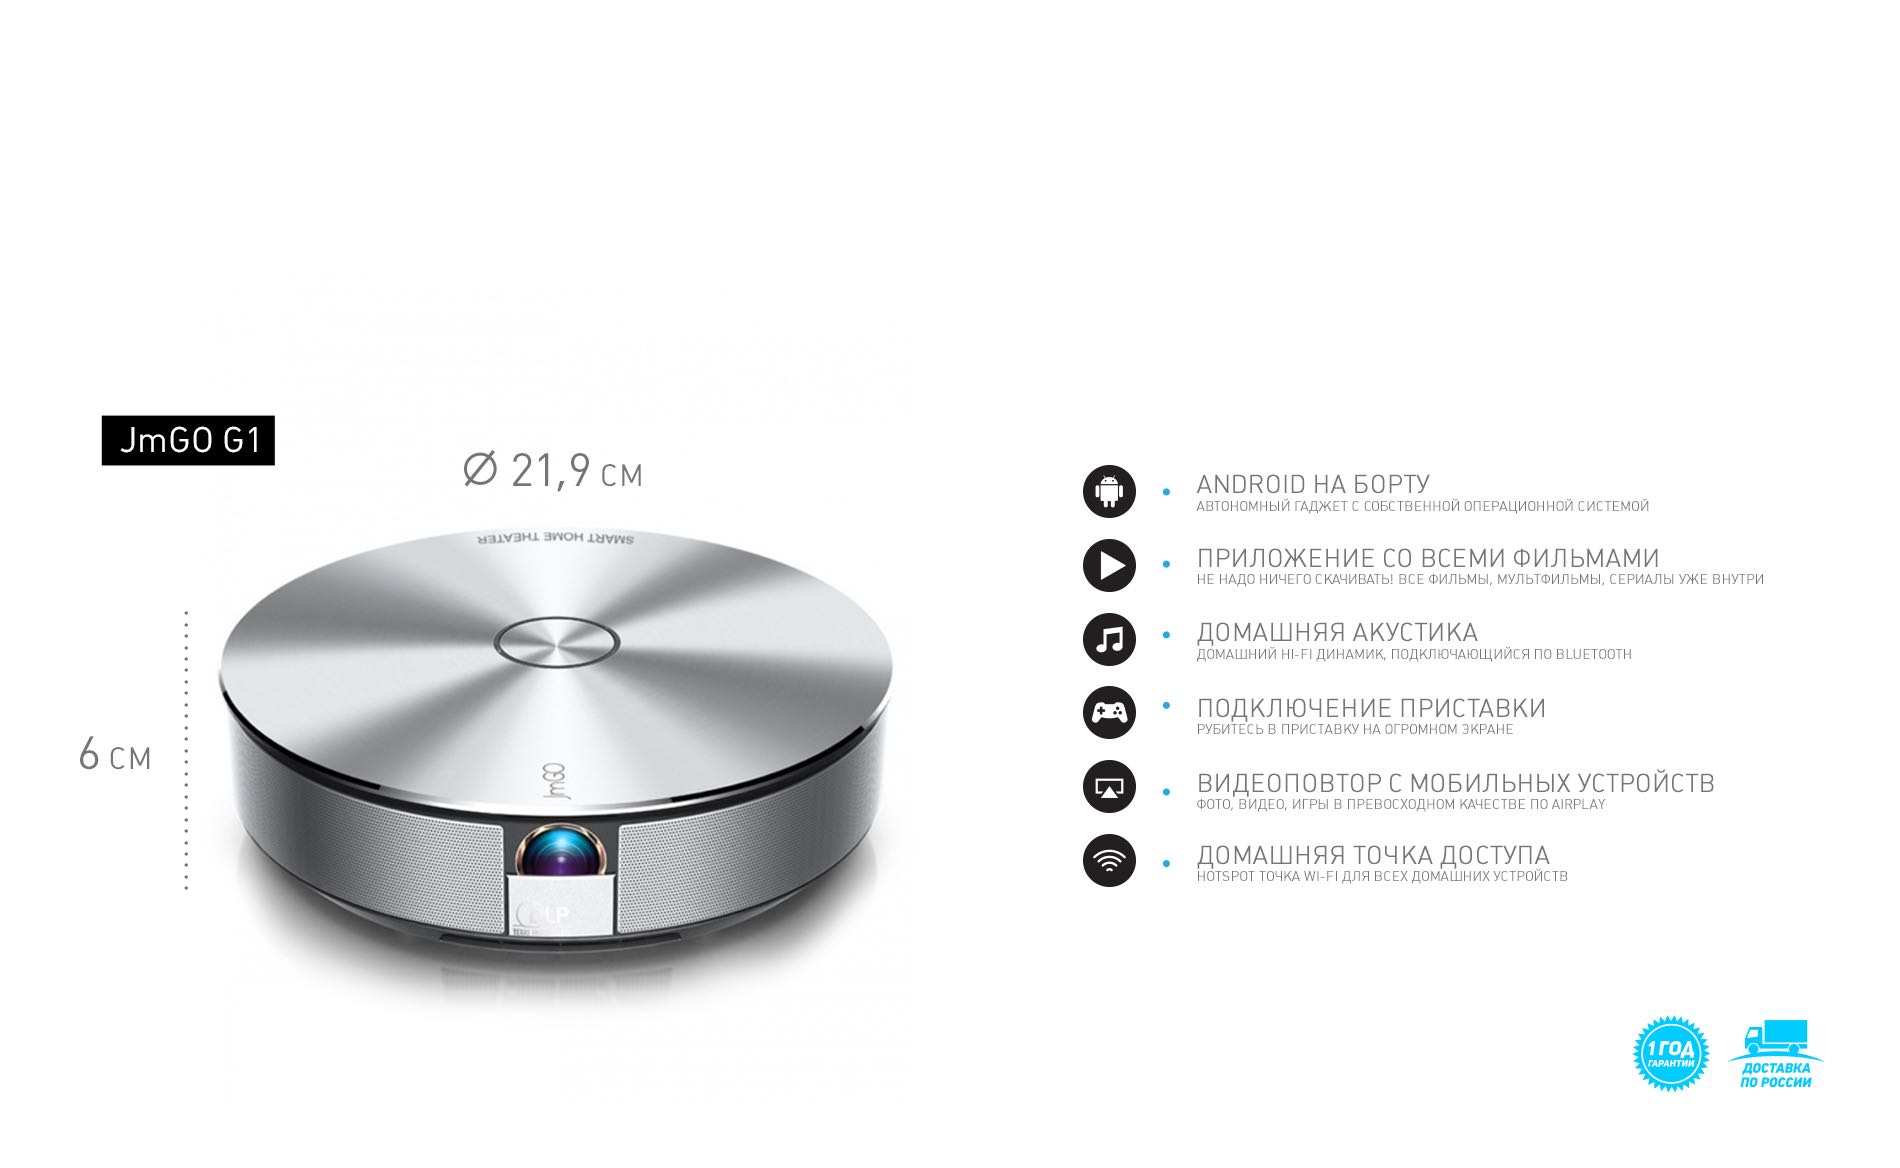 JmGO G1
Ø 21,9 СМ
SMART HOME THEATER
6 СМ
JmGO
DLP
ANDROID НА БОРТУ
АВТОНОМНЫЙ ГАДЖЕТ С СОБСТВЕННОЙ ОПЕРАЦИОННОЙ СИСТЕМОЙ
ПРИЛОЖЕНИЕ СО ВСЕМИ ФИЛЬМАМИ
НЕ НАДО НИЧЕГО СКАЧИВАТЬ! ВСЕ ФИЛЬМЫ, МУЛЬТФИЛЬМЫ, СЕРИАЛЫ УЖЕ ВНУТРИ
ДОМАШНЯЯ АКУСТИКА
ДОМАШНИЙ HI-FI ДИНАМИК, ПОДКЛЮЧАЮЩИЙСЯ ПО BLUETOOTH
ПОДКЛЮЧЕНИЕ ПРИСТАВКИ
РУБИТЕСЬ В ПРИСТАВКУ НА ОГРОМНОМ ЭКРАНЕ
ВИДЕОПОВТОР С МОБИЛЬНЫХ УСТРОЙСТВ
ФОТО, ВИДЕО, ИГРЫ В ПРЕВОСХОДНОМ КАЧЕСТВЕ ПО AIRPLAY
ДОМАШНЯЯ ТОЧКА ДОСТУПА
HOTSPOT ТОЧКА WI-FI ДЛЯ ВСЕХ ДОМАШНИХ УСТРОЙСТВ
1 ГОД
ГАРАНТИИ
ДОСТАВКА
ПО РОССИИ